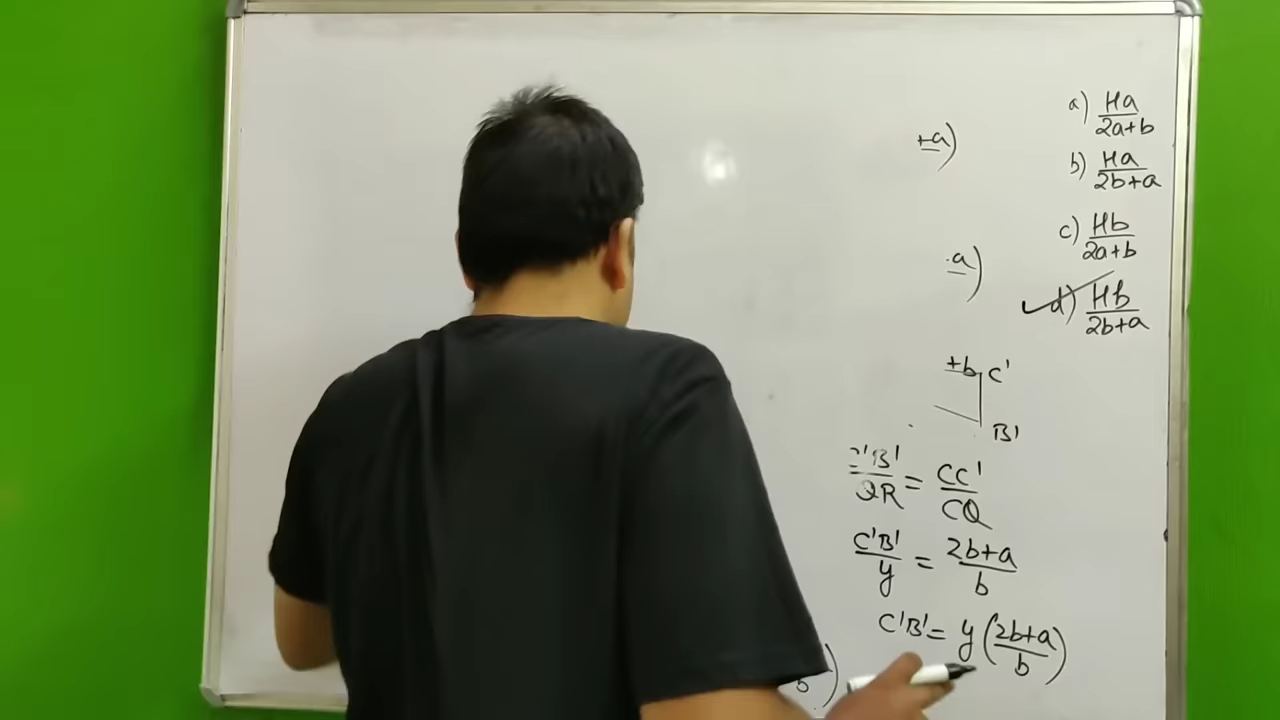 a) Ha
2a+b
+a)
b) Ha
2b+a
c) Hb
2a+b
a)
d) Hb
2b+a
+b C'
B'
'B' = CC'
QR CQ
C'B' = 2b+a
y b
C'B' = y(2b+a)
b
b )